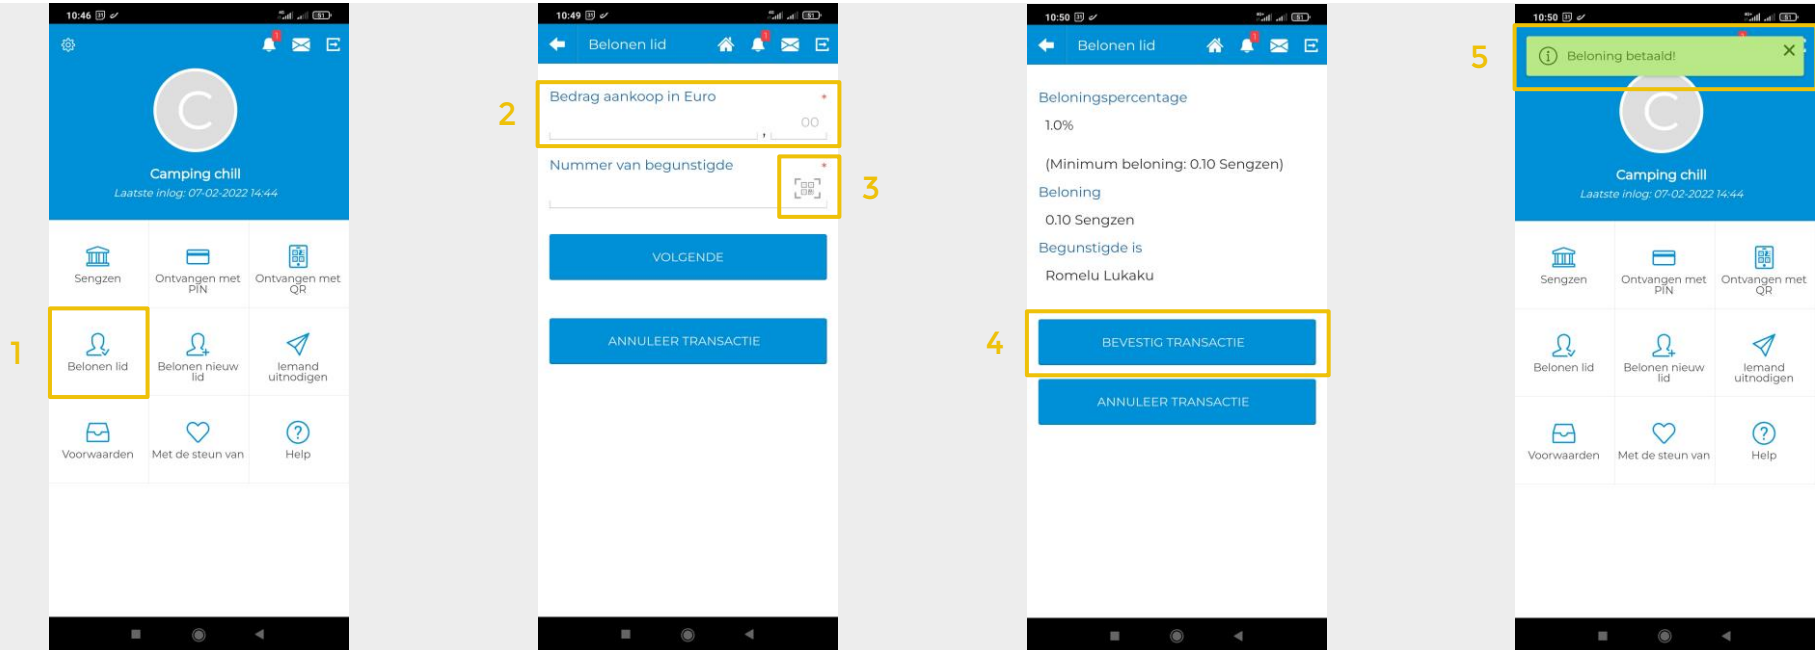 10:46
1
Camping chill
Laatste inlog: 07-02-2022 14:44
Sengzen
Ontvangen met PIN
Ontvangen met QR
1
Belonen lid
Belonen nieuw lid
Iemand uitnodigen
Voorwaarden
Met de steun van
Help
10:49
Belonen lid
1
2
Bedrag aankoop in Euro *
, 00
Nummer van begunstigde *
3
VOLGENDE
ANNULEER TRANSACTIE
10:50
Belonen lid
1
Beloningspercentage
1.0%
(Minimum beloning: 0.10 Sengzen)
Beloning
0.10 Sengzen
Begunstigde is
Romelu Lukaku
4
BEVESTIG TRANSACTIE
ANNULEER TRANSACTIE
10:50
5
Beloning betaald!
Camping chill
Laatste inlog: 07-02-2022 14:44
Sengzen
Ontvangen met PIN
Ontvangen met QR
Belonen lid
Belonen nieuw lid
Iemand uitnodigen
Voorwaarden
Met de steun van
Help